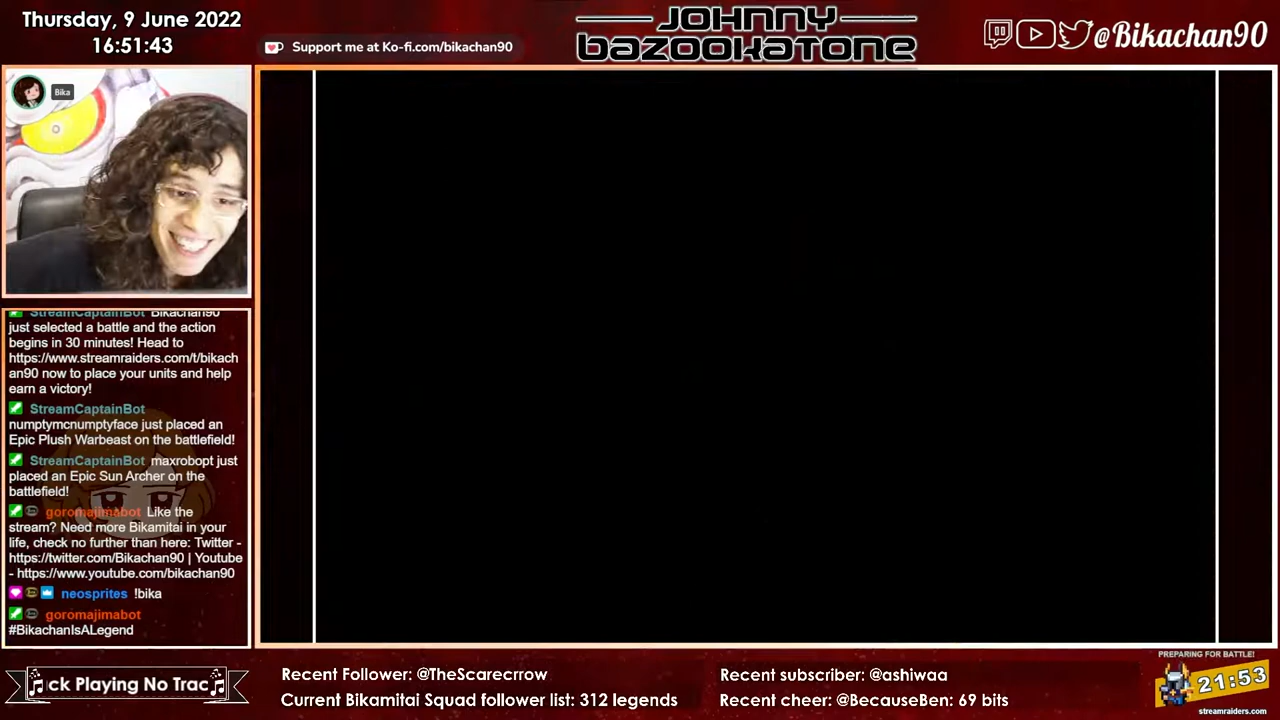 Thursday, 9 June 2022
16:51:43
Support me at Ko-fi.com/bikachan90
JOHNNY
BAZOOKATONE
@Bikachan90
Bika
StreamCaptainBot Bikachan90
just selected a battle and the action
begins in 30 minutes! Head to
https://www.streamraiders.com/t/bikach
an90 now to place your units and help
earn a victory!
StreamCaptainBot
numptymcnumptyface just placed an
Epic Plush Warbeast on the battlefield!
StreamCaptainBot maxrobopt just
placed an Epic Sun Archer on the
battlefield!
goromajimabot Like the
stream? Need more Bikamitai in your
life, check no further than here: Twitter -
https://twitter.com/Bikachan90 | Youtube
- https://www.youtube.com/bikachan90
neosprites !bika
goromajimabot
#BikachanIsALegend
ck Playing No Trac
Recent Follower: @TheScarecrrow
Current Bikamitai Squad follower list: 312 legends
Recent subscriber: @ashiwaa
Recent cheer: @BecauseBen: 69 bits
PREPARING FOR BATTLE!
21:53
streamraiders.com